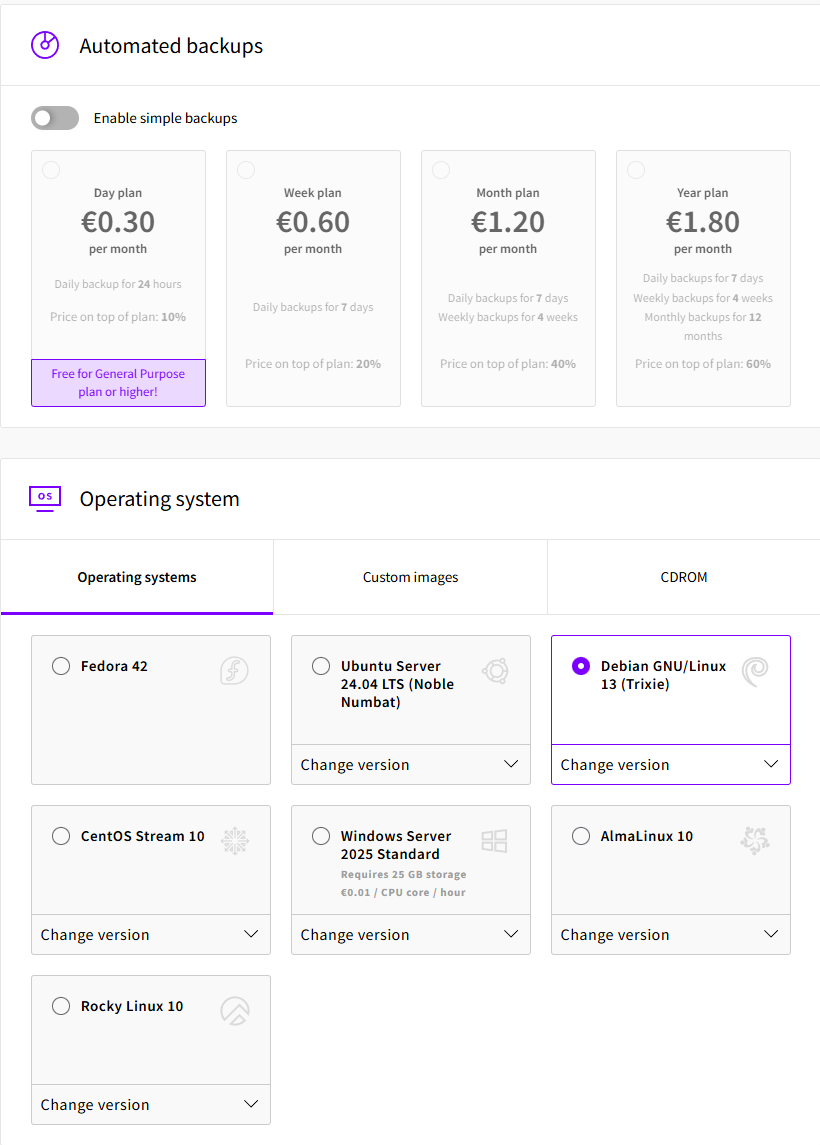 Automated backups
Enable simple backups
Day plan
€0.30
per month
Daily backup for 24 hours
Price on top of plan: 10%
Free for General Purpose
plan or higher!
Week plan
€0.60
per month
Daily backups for 7 days
Price on top of plan: 20%
Month plan
€1.20
per month
Daily backups for 7 days
Weekly backups for 4 weeks
Price on top of plan: 40%
Year plan
€1.80
per month
Daily backups for 7 days
Weekly backups for 4 weeks
Monthly backups for 12
months
Price on top of plan: 60%
OS
Operating system
Operating systems
Custom images
CDROM
Fedora 42
Ubuntu Server
24.04 LTS (Noble
Numbat)
Change version
Debian GNU/Linux
13 (Trixie)
Change version
CentOS Stream 10
Change version
Windows Server
2025 Standard
Requires 25 GB storage
€0.01 / CPU core / hour
Change version
AlmaLinux 10
Change version
Rocky Linux 10
Change version